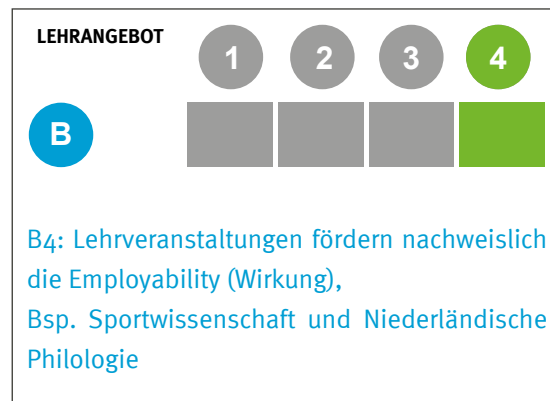 LEHRANGEBOT
1 2 3 4
B
B4: Lehrveranstaltungen fördern nachweislich
die Employability (Wirkung),
Bsp. Sportwissenschaft und Niederländische
Philologie